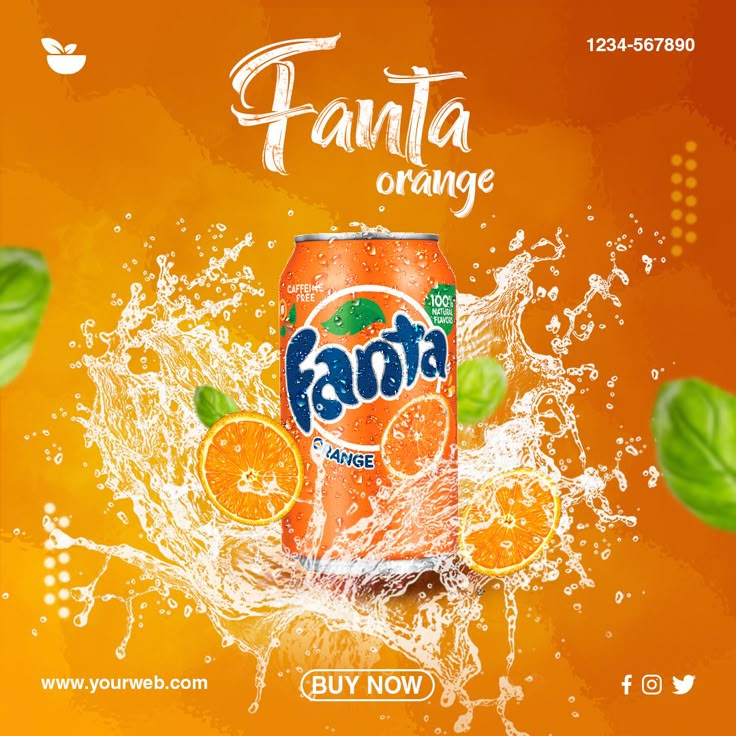 1234-567890
Fanta
orange
CAFFEINE
FREE
100%
NATURAL
FLAVORS
Fanta
ORANGE
www.yourweb.com
BUY NOW